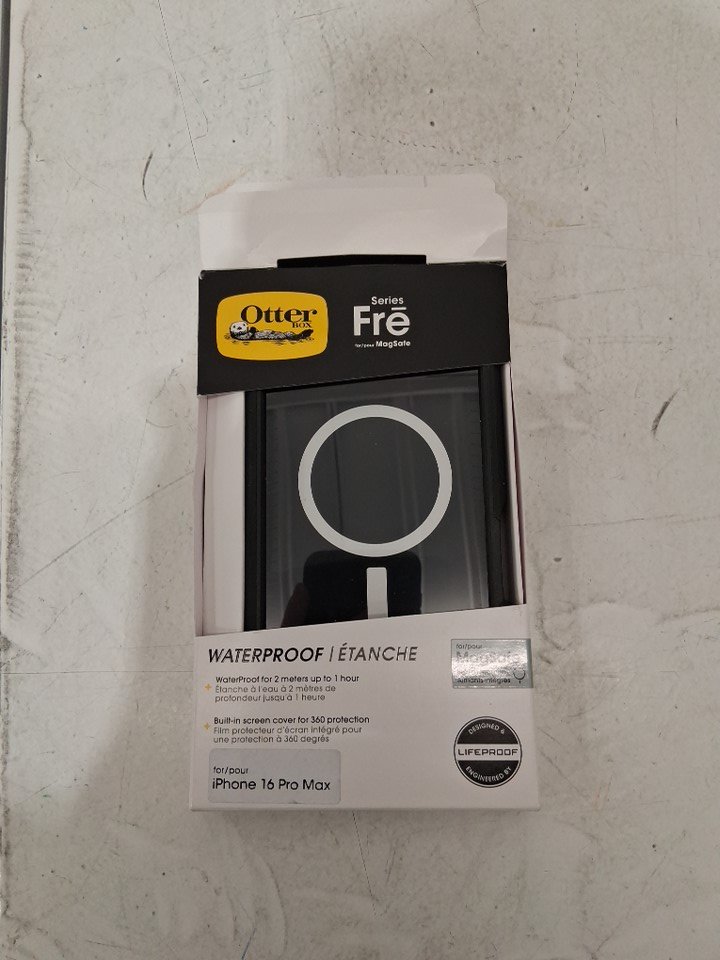 Otter
BOX
Series
Frē
for/pour MagSafe
WATERPROOF | ÉTANCHE
WaterProof for 2 meters up to 1 hour
Étanche à l'eau à 2 mètres de
profondeur jusqu'à 1 heure
Built-in screen cover for 360 protection
Film protecteur d'écran intégré pour
une protection à 360 degrés
for/pour
iPhone 16 Pro Max
for/pour
aimants intégrés
DESIGNED &
LIFEPROOF
ENGINEERED BY